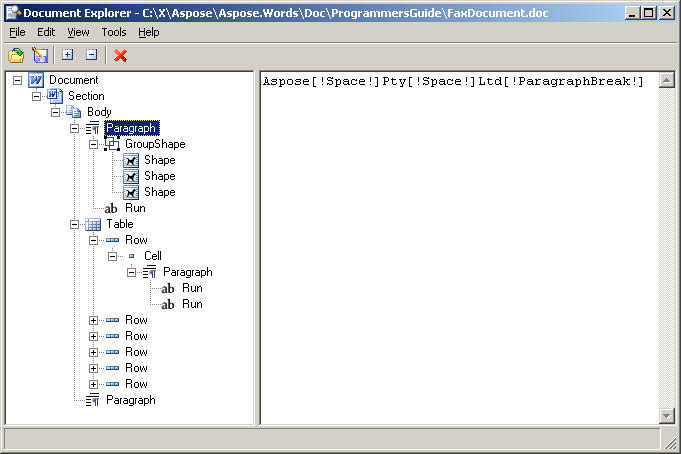 Document Explorer - C:\X\Aspose\Aspose.Words\Doc\ProgrammersGuide\FaxDocument.doc
File Edit View Tools Help
Document
Section
Body
Paragraph
GroupShape
Shape
Shape
Shape
ab Run
Table
Row
Cell
Paragraph
ab Run
ab Run
Row
Row
Row
Row
Row
Paragraph
Aspose[!Space!]Pty[!Space!]Ltd[!ParagraphBreak!]